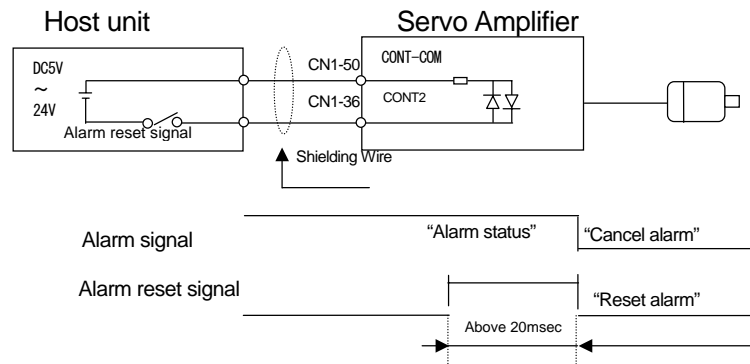 Host unit
Servo Amplifier
DC5V
~
24V
Alarm reset signal
CN1-50
CONT-COM
CN1-36
CONT2
Shielding Wire
Alarm signal
"Alarm status"
"Cancel alarm"
Alarm reset signal
"Reset alarm"
Above 20msec